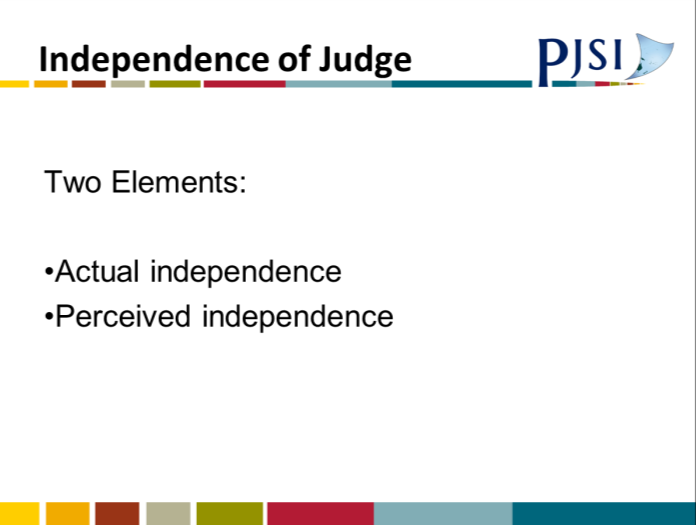 Independence of Judge
PJSI
Two Elements:
•Actual independence
•Perceived independence